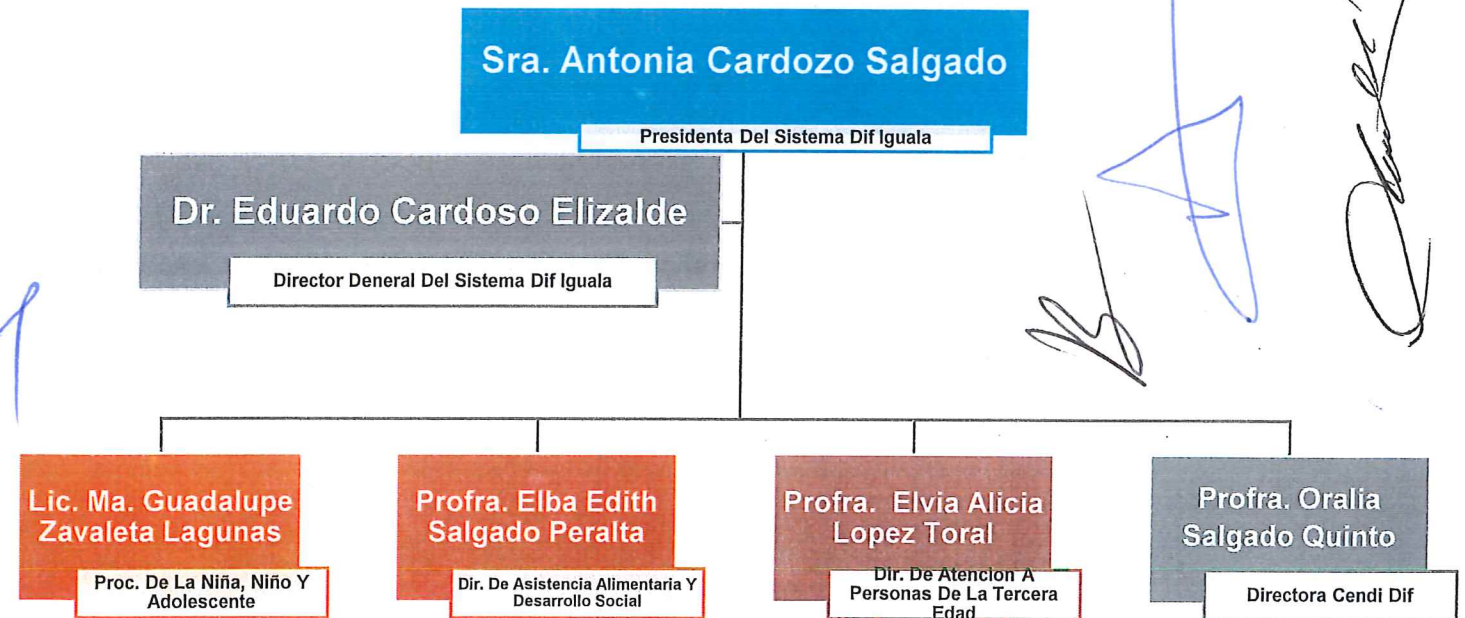 Sra. Antonia Cardozo Salgado
Presidenta Del Sistema Dif Iguala
Dr. Eduardo Cardoso Elizalde
Director Deneral Del Sistema Dif Iguala
Lic. Ma. Guadalupe
Zavaleta Lagunas
Proc. De La Niña, Niño Y
Adolescente
Profra. Elba Edith
Salgado Peralta
Dir. De Asistencia Alimentaria Y
Desarrollo Social
Profra. Elvia Alicia
Lopez Toral
Dir. De Atencion A
Personas De La Tercera
Edad
Profra. Oralia
Salgado Quinto
Directora Cendi Dif